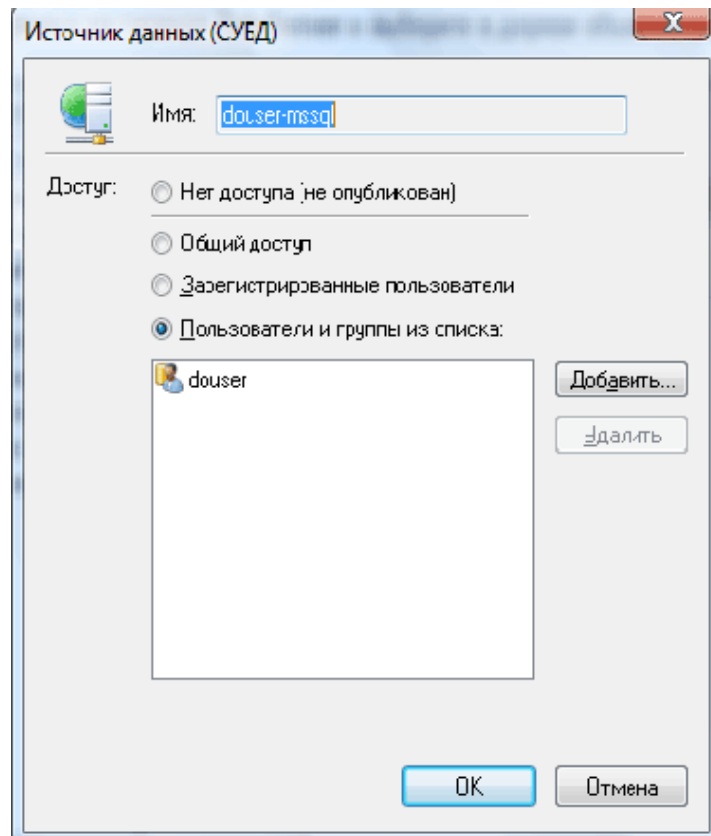 Источник данных (СУБД)
Имя: douser-mssql
Доступ:
Нет доступа (не опубликован)
Общий доступ
Зарегистрированные пользователи
Пользователи и группы из списка:
douser
Добавить...
Удалить
OK
Отмена